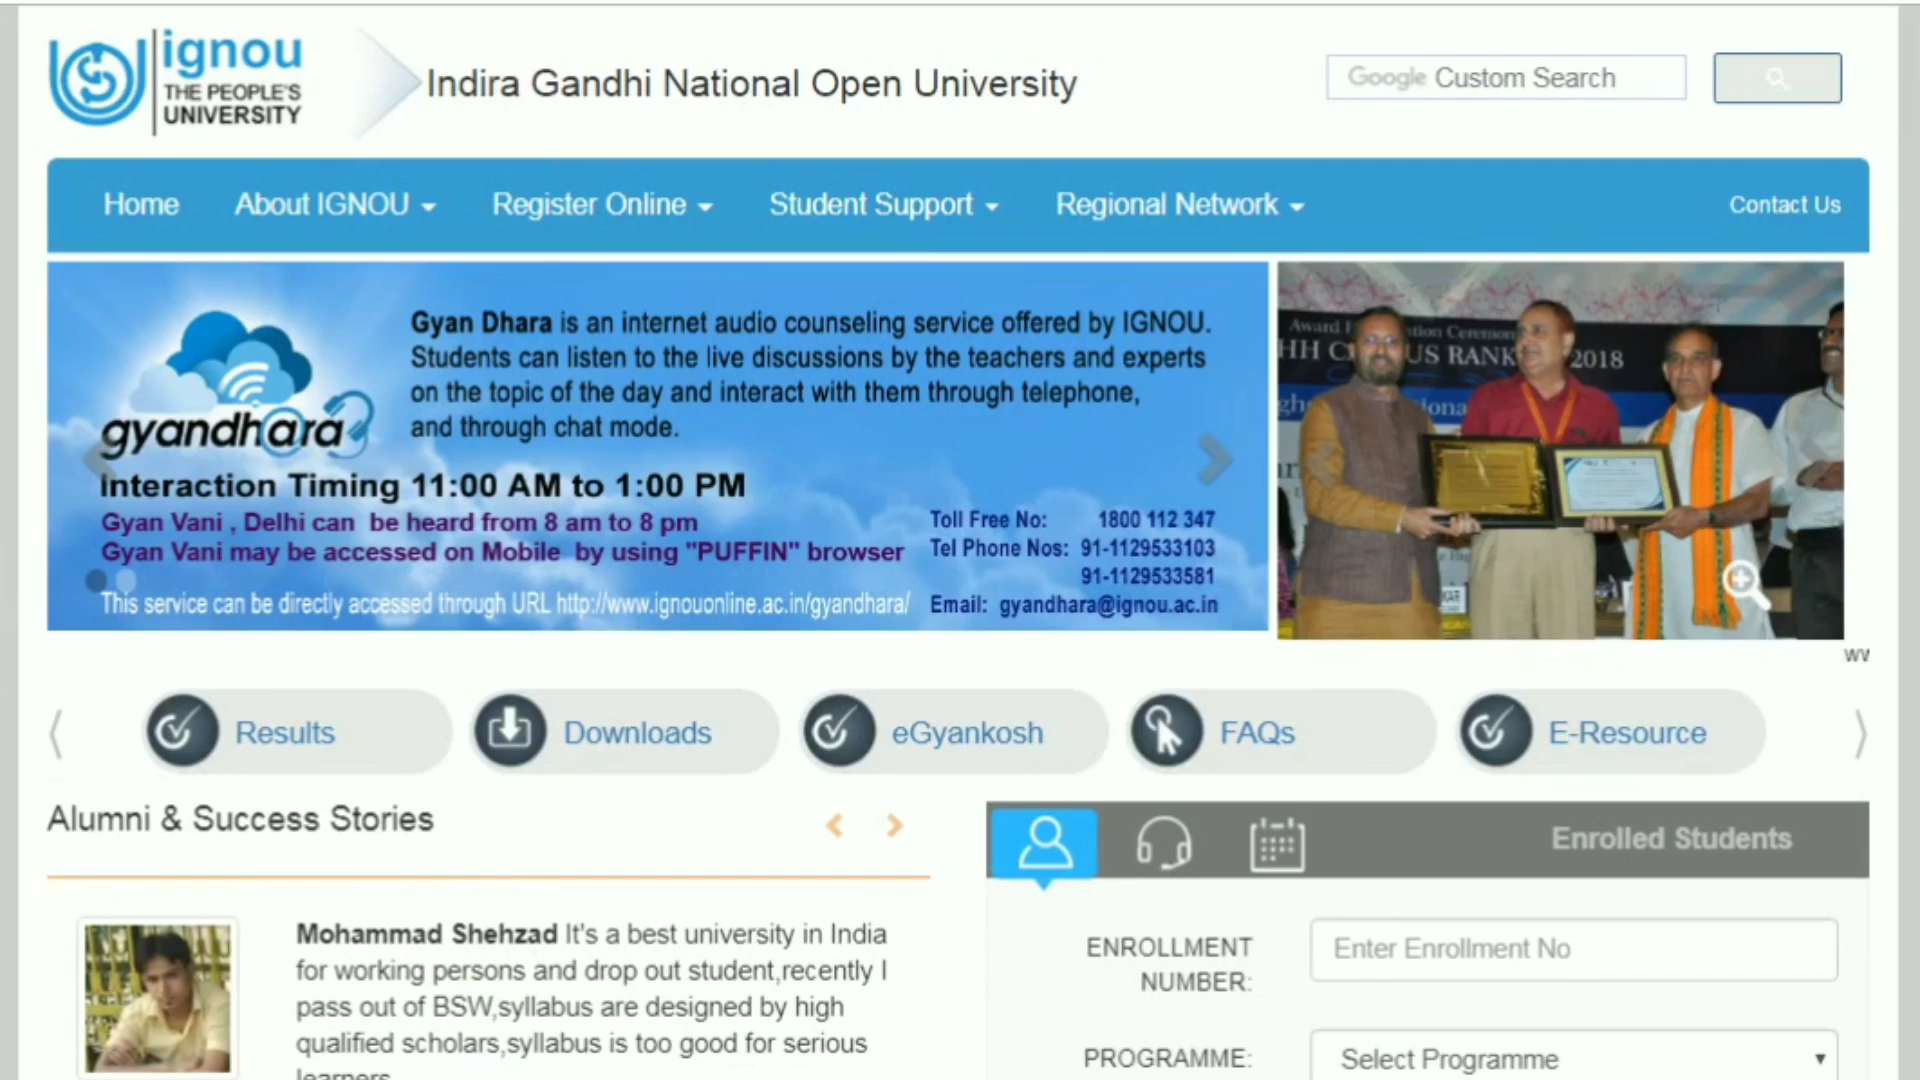 ignou
THE PEOPLE'S
UNIVERSITY
Indira Gandhi National Open University
Google Custom Search
Home
About IGNOU
Register Online
Student Support
Regional Network
Contact Us
Gyan Dhara is an internet audio counseling service offered by IGNOU.
Students can listen to the live discussions by the teachers and experts
on the topic of the day and interact with them through telephone,
and through chat mode.
gyandhara
Interaction Timing 11:00 AM to 1:00 PM
Gyan Vani , Delhi can be heard from 8 am to 8 pm
Gyan Vani may be accessed on Mobile by using "PUFFIN" browser
This service can be directly accessed through URL http://www.ignouonline.ac.in/gyandhara/
Toll Free No: 1800 112 347
Tel Phone Nos: 91-1129533103
91-1129533581
Email: gyandhara@ignou.ac.in
Award
2018
Results
Downloads
eGyankosh
FAQs
E-Resource
Alumni & Success Stories
Mohammad Shehzad It's a best university in India
for working persons and drop out student,recently I
pass out of BSW,syllabus are designed by high
qualified scholars,syllabus is too good for serious
learners
Enrolled Students
ENROLLMENT
NUMBER:
Enter Enrollment No
PROGRAMME:
Select Programme